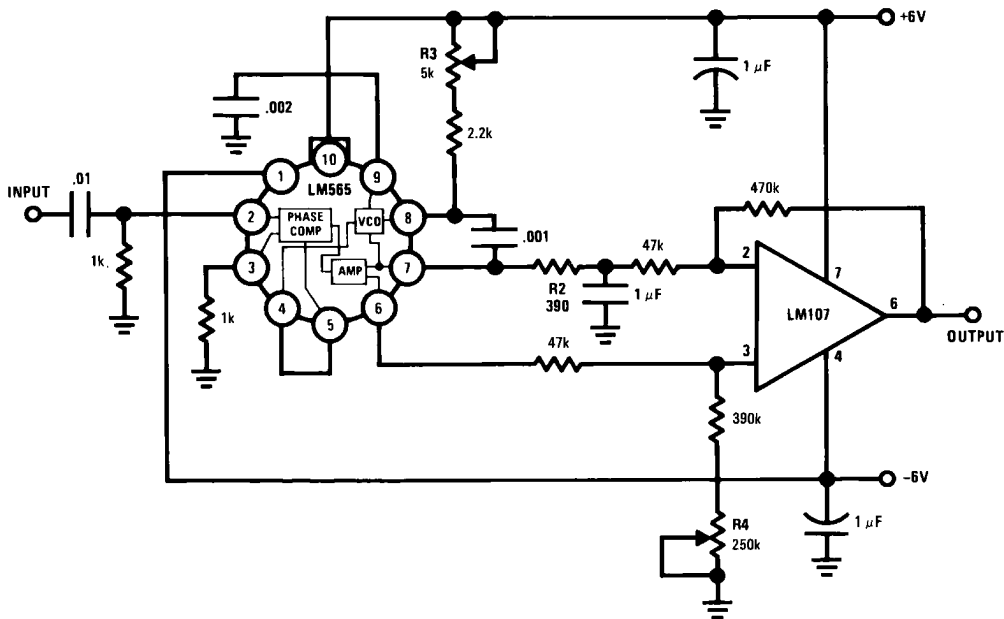 +6V
R3
5k
1 μF
.002
2.2k
10
1
9
LM565
INPUT
.01
470k
2
PHASE
COMP
VCO
8
.001
1k
3
AMP
7
R2
390
1 μF
47k
2
7
LM107
6
OUTPUT
4
5
6
1k
47k
3
4
390k
-6V
1 μF
R4
250k